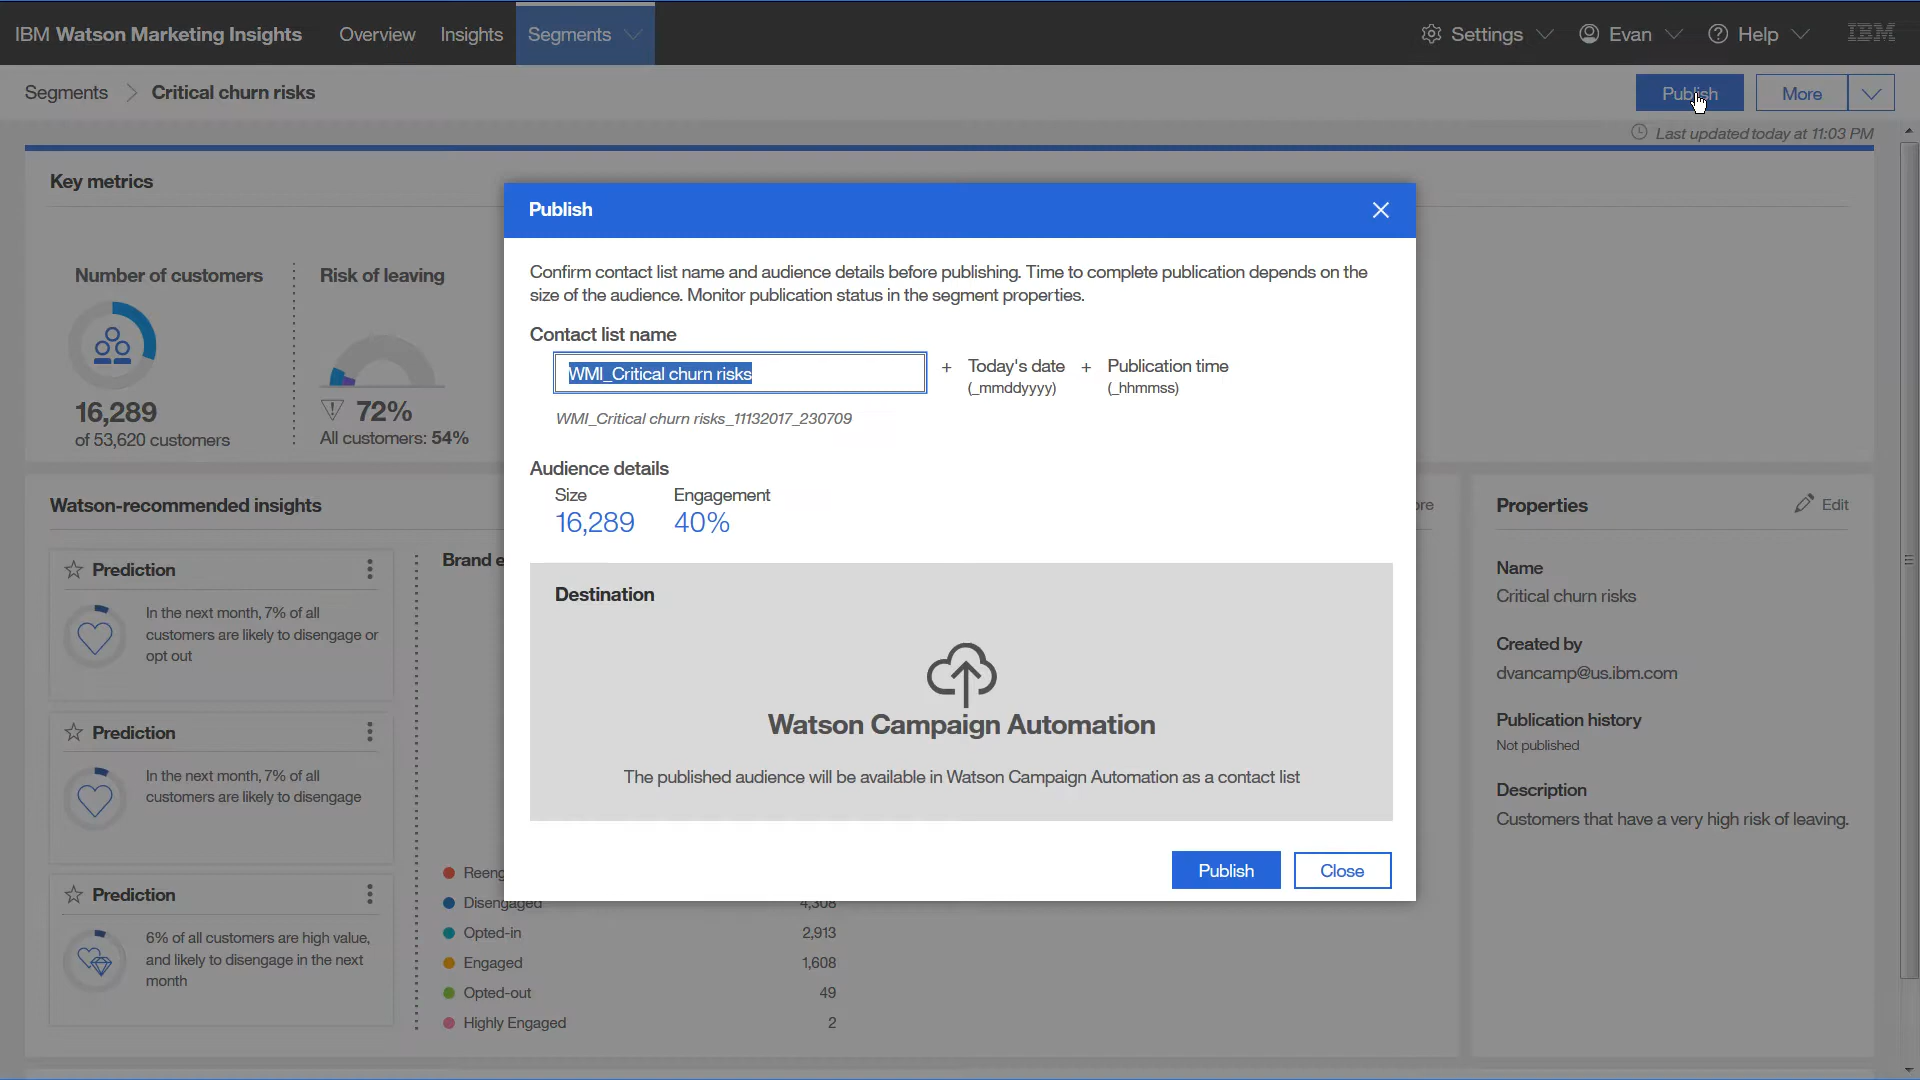 IBM Watson Marketing Insights
Overview
Insights
Segments
Settings
Evan
Help
IBM
Segments
Critical churn risks
Publish
More
Last updated today at 11:03 PM
Key metrics
Number of customers
16,289
of 53,620 customers
Risk of leaving
72%
All customers: 54%
Publish
Confirm contact list name and audience details before publishing. Time to complete publication depends on the
size of the audience. Monitor publication status in the segment properties.
Contact list name
WMI_Critical churn risks
+
Today's date
(_mmddyyyy)
+
Publication time
(_hhmmss)
WMI_Critical churn risks_11132017_230709
Audience details
Size
16,289
Engagement
40%
Destination
Watson Campaign Automation
The published audience will be available in Watson Campaign Automation as a contact list
Publish
Close
Watson-recommended insights
Prediction
In the next month, 7% of all
customers are likely to disengage or
opt out
Prediction
In the next month, 7% of all
customers are likely to disengage
Prediction
6% of all customers are high value,
and likely to disengage in the next
month
Brand e
Reeng
Disengaged 4,308
Opted-in 2,913
Engaged 1,608
Opted-out 49
Highly Engaged 2
ore
Properties
Edit
Name
Critical churn risks
Created by
dvancamp@us.ibm.com
Publication history
Not published
Description
Customers that have a very high risk of leaving.